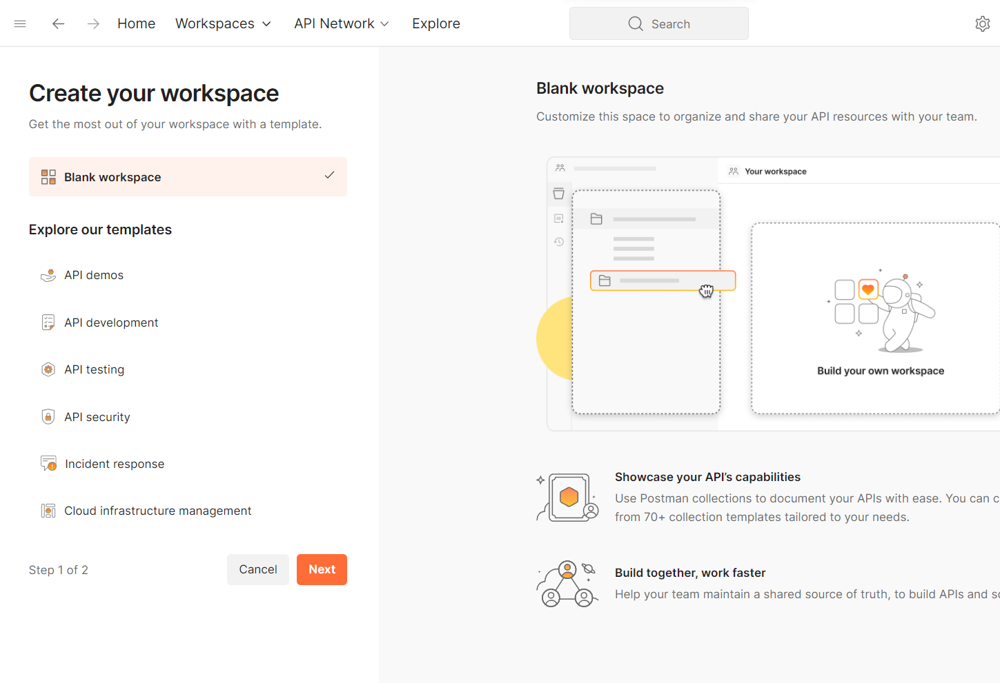 Home
Workspaces
API Network
Explore
Search
Create your workspace
Get the most out of your workspace with a template.
Blank workspace
Explore our templates
API demos
API development
API testing
API security
Incident response
Cloud infrastructure management
Step 1 of 2
Cancel
Next
Blank workspace
Customize this space to organize and share your API resources with your team.
Your workspace
Build your own workspace
Showcase your API's capabilities
Use Postman collections to document your APIs with ease. You can
from 70+ collection templates tailored to your needs.
Build together, work faster
Help your team maintain a shared source of truth, to build APIs and